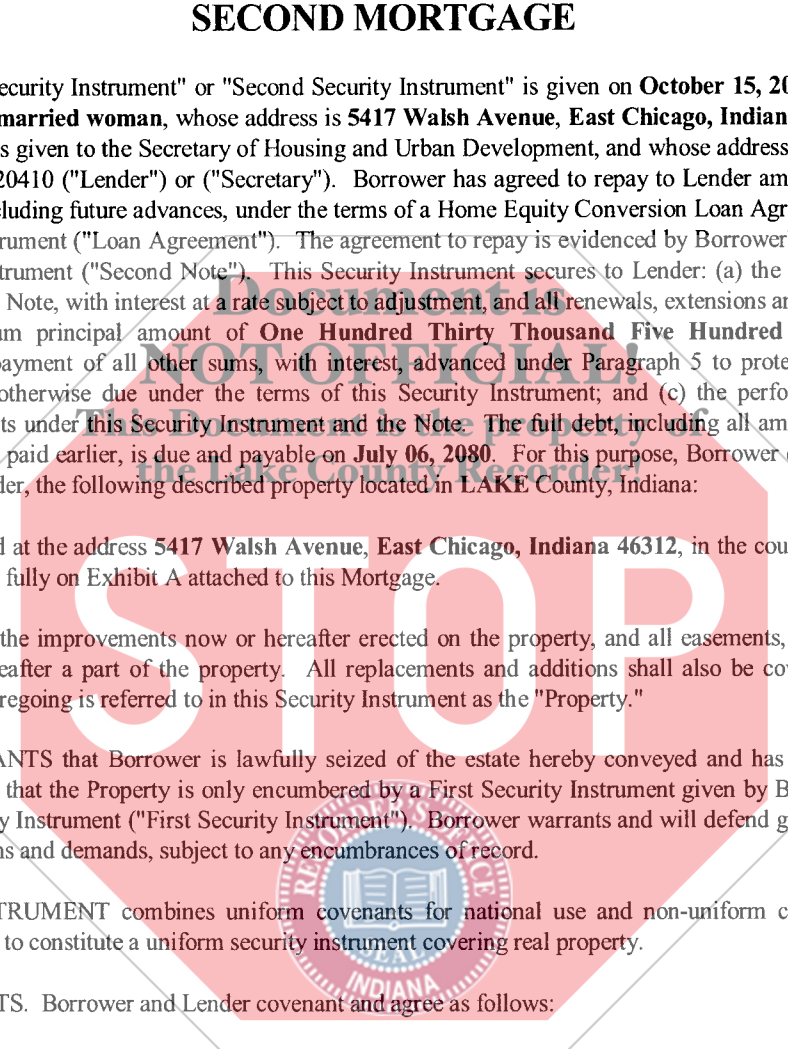 SECOND MORTGAGE
ecurity Instrument" or "Second Security Instrument" is given on October 15, 20
married woman, whose address is 5417 Walsh Avenue, East Chicago, Indian
s given to the Secretary of Housing and Urban Development, and whose address
20410 ("Lender") or ("Secretary"). Borrower has agreed to repay to Lender am
cluding future advances, under the terms of a Home Equity Conversion Loan Agr
rument ("Loan Agreement"). The agreement to repay is evidenced by Borrower
trument ("Second Note"). This Security Instrument secures to Lender: (a) the
Document is
Note, with interest at a rate subject to adjustment, and all renewals, extensions a
um principal amount of One Hundred Thirty Thousand Five Hundred
NOT OFFICIAL!
payment of all other sums, with interest, advanced under Paragraph 5 to prote
otherwise due under the terms of this Security Instrument; and (c) the perfo
This Document is the property of
ts under this Security Instrument and the Note. The full debt, including all am
paid earlier, is due and payable on July 06, 2080. For this purpose, Borrower
the Lake County Recorder!
der, the following described property located in LAKE County, Indiana:
d at the address 5417 Walsh Avenue, East Chicago, Indiana 46312, in the cou
fully on Exhibit A attached to this Mortgage.
STOP
the improvements now or hereafter erected on the property, and all easements,
eafter a part of the property. All replacements and additions shall also be co
regoing is referred to in this Security Instrument as the "Property."
ANTS that Borrower is lawfully seized of the estate hereby conveyed and has
that the Property is only encumbered by a First Security Instrument given by B
y Instrument ("First Security Instrument"). Borrower warrants and will defend g
ns and demands, subject to any encumbrances of record.
TRUMENT combines uniform covenants for national use and non-uniform c
to constitute a uniform security instrument covering real property.
SEAL
INDIANA
TS. Borrower and Lender covenant and agree as follows: